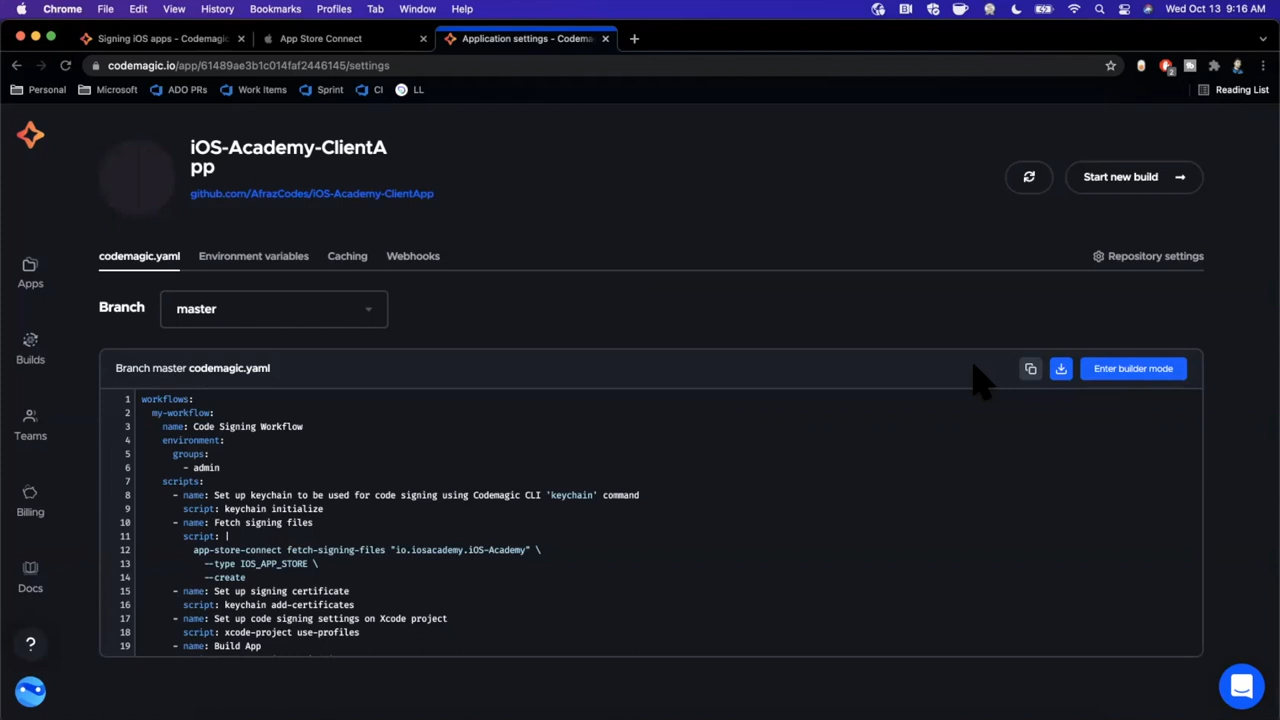 Chrome File Edit View History Bookmarks Profiles Tab Window Help Wed Oct 13 9:16 AM
Signing iOS apps - Codemagic App Store Connect Application settings - Codem
codemagic.io/app/61489ae3b1c014faf2446145/settings 2
Personal Microsoft ADO PRs Work Items Sprint CI LL Reading List
iOS-Academy-ClientA
pp
github.com/AfrazCodes/iOS-Academy-ClientApp
Start new build
codemagic.yaml Environment variables Caching Webhooks Repository settings
Apps
Branch master
Builds
Branch master codemagic.yaml Enter builder mode
1 workflows:
2 my-workflow:
3 name: Code Signing Workflow
4 environment:
5 groups:
6 - admin
7 scripts:
8 - name: Set up keychain to be used for code signing using Codemagic CLI 'keychain' command
9 script: keychain initialize
10 - name: Fetch signing files
11 script: |
12 app-store-connect fetch-signing-files "io.iosacademy.iOS-Academy" \
13 --type IOS_APP_STORE \
14 --create
15 - name: Set up signing certificate
16 script: keychain add-certificates
17 - name: Set up code signing settings on Xcode project
18 script: xcode-project use-profiles
19 - name: Build App
Teams
Billing
Docs
?